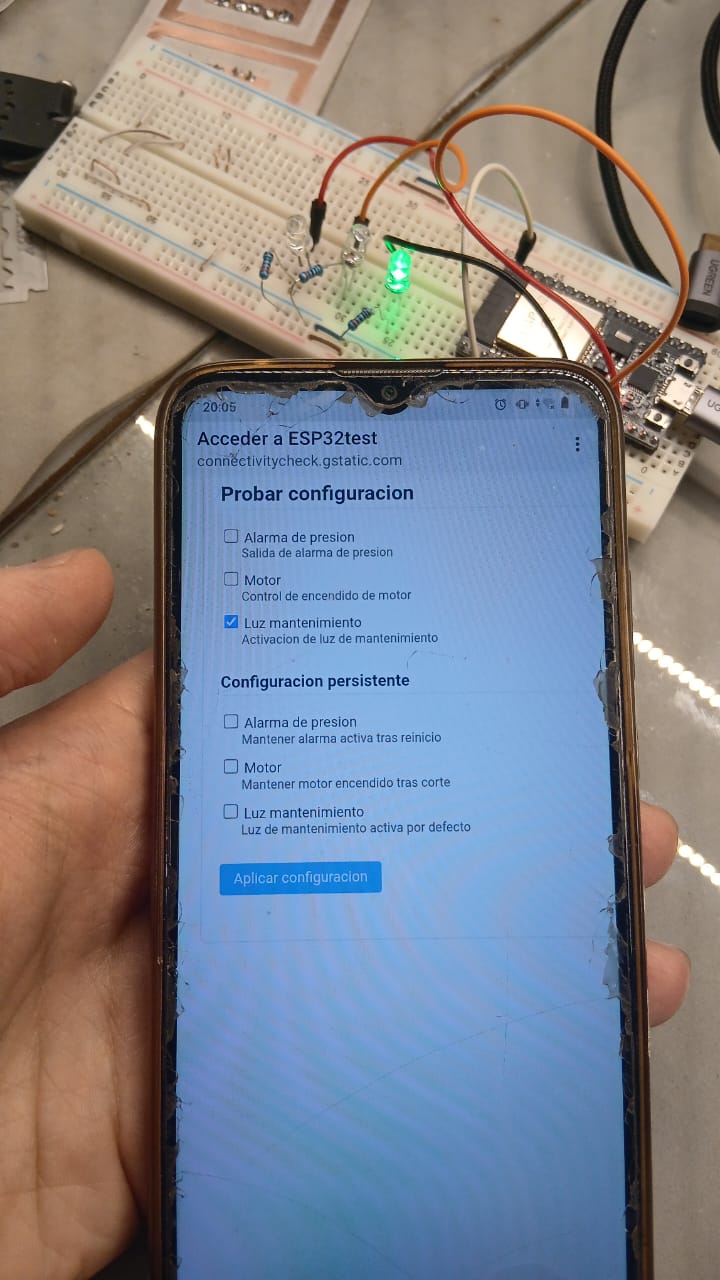 20:05
Acceder a ESP32test
connectivitycheck.gstatic.com
Probar configuracion
Alarma de presion
Salida de alarma de presion
Motor
Control de encendido de motor
Luz mantenimiento
Activacion de luz de mantenimiento
Configuracion persistente
Alarma de presion
Mantener alarma activa tras reinicio
Motor
Mantener motor encendido tras corte
Luz mantenimiento
Luz de mantenimiento activa por defecto
Aplicar configuracion
UGREEN